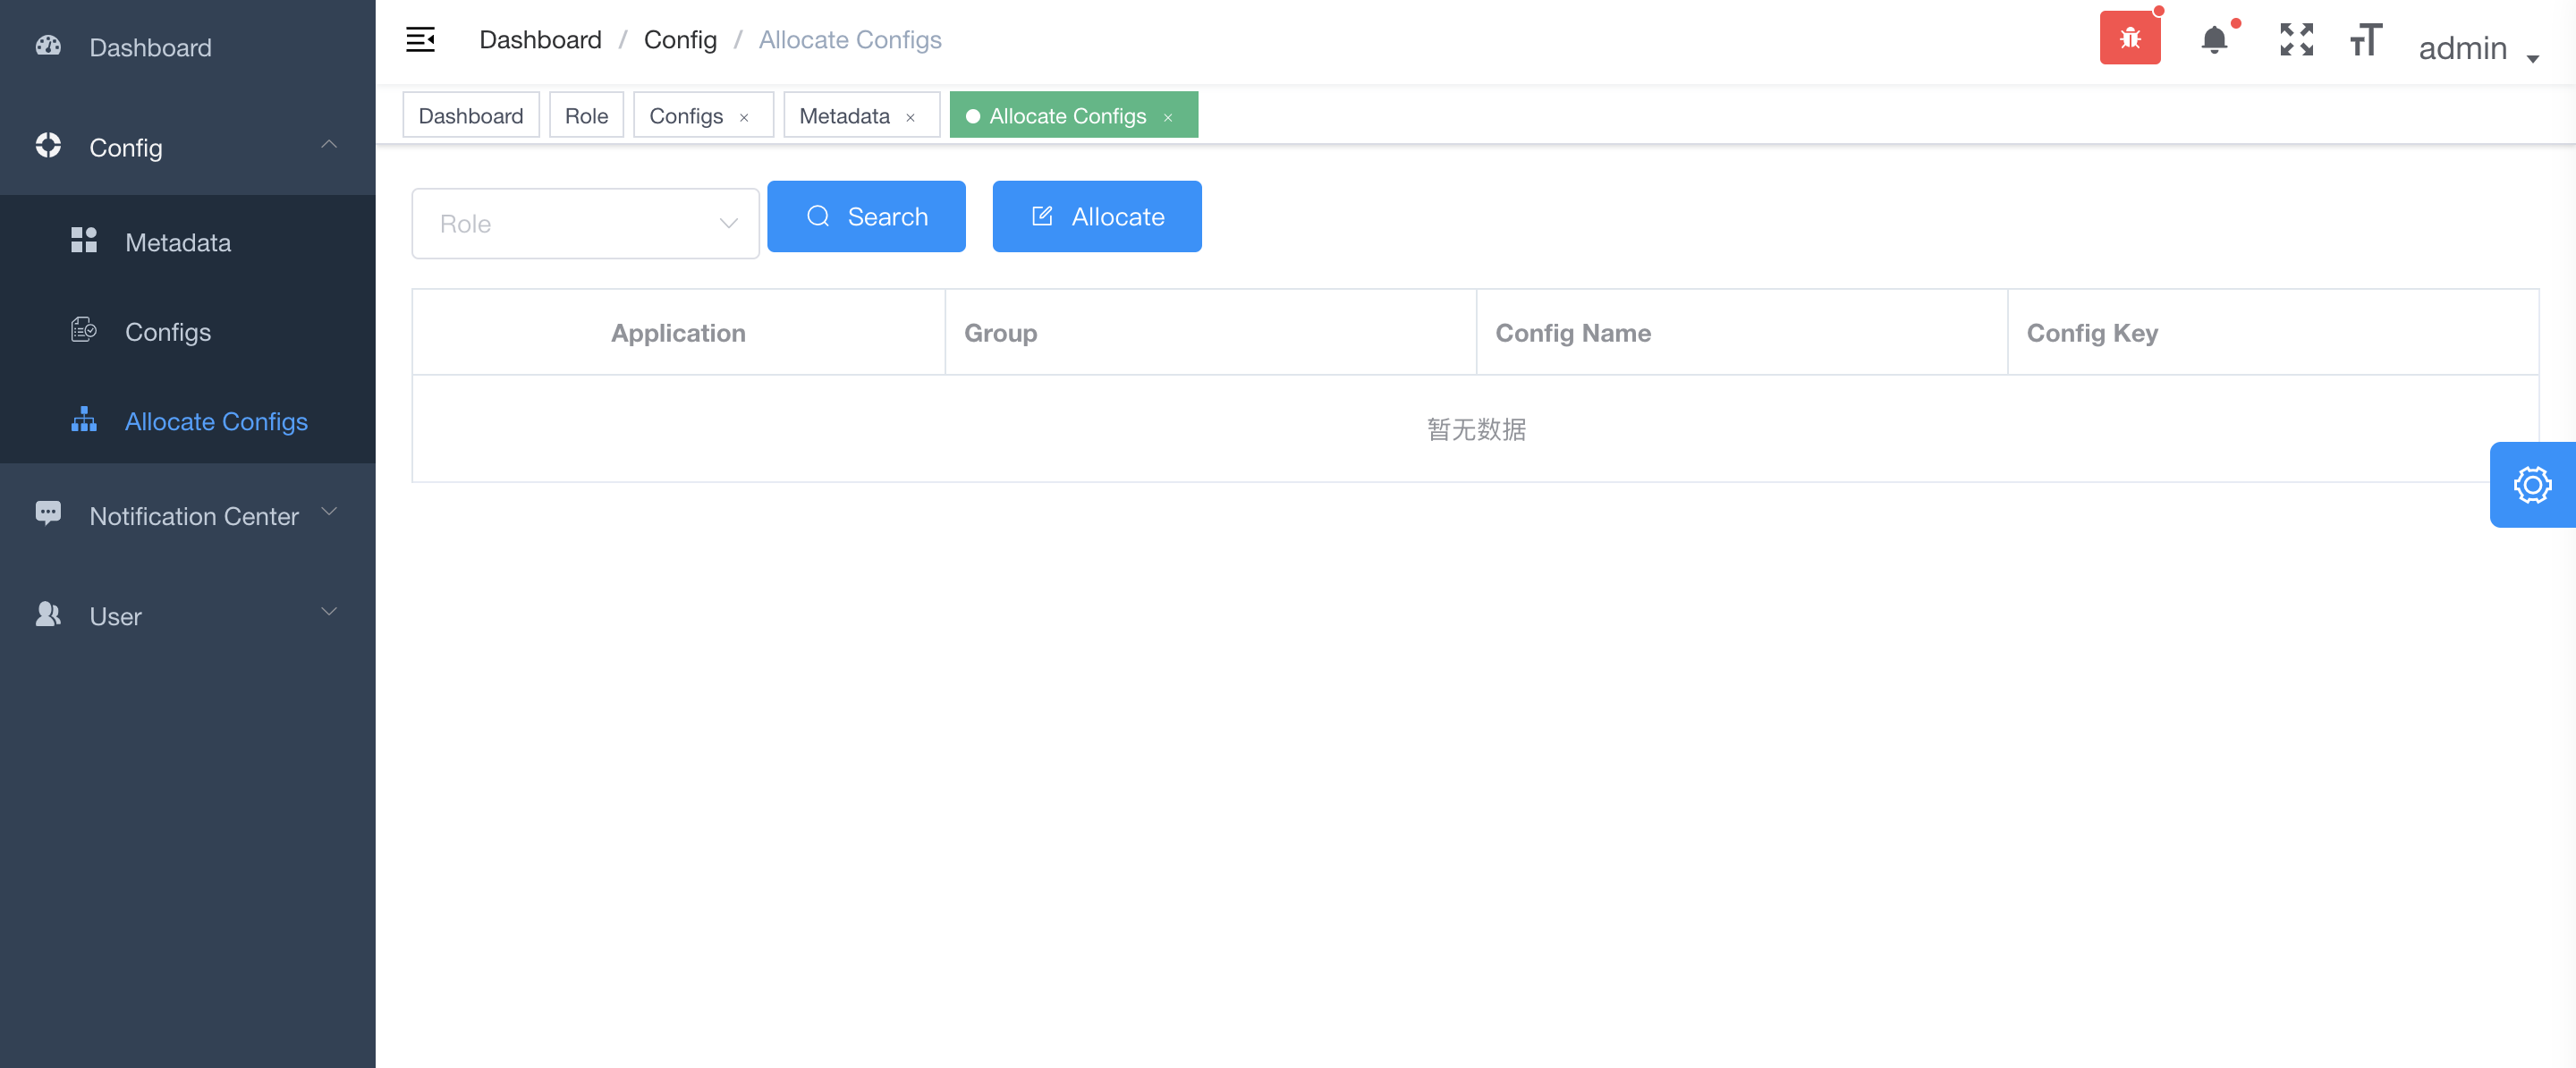 Dashboard
Config
Metadata
Configs
Allocate Configs
Notification Center
User
Dashboard / Config / Allocate Configs
admin
Dashboard Role Configs × Metadata × Allocate Configs ×
Role Search Allocate
Application Group Config Name Config Key
暂无数据